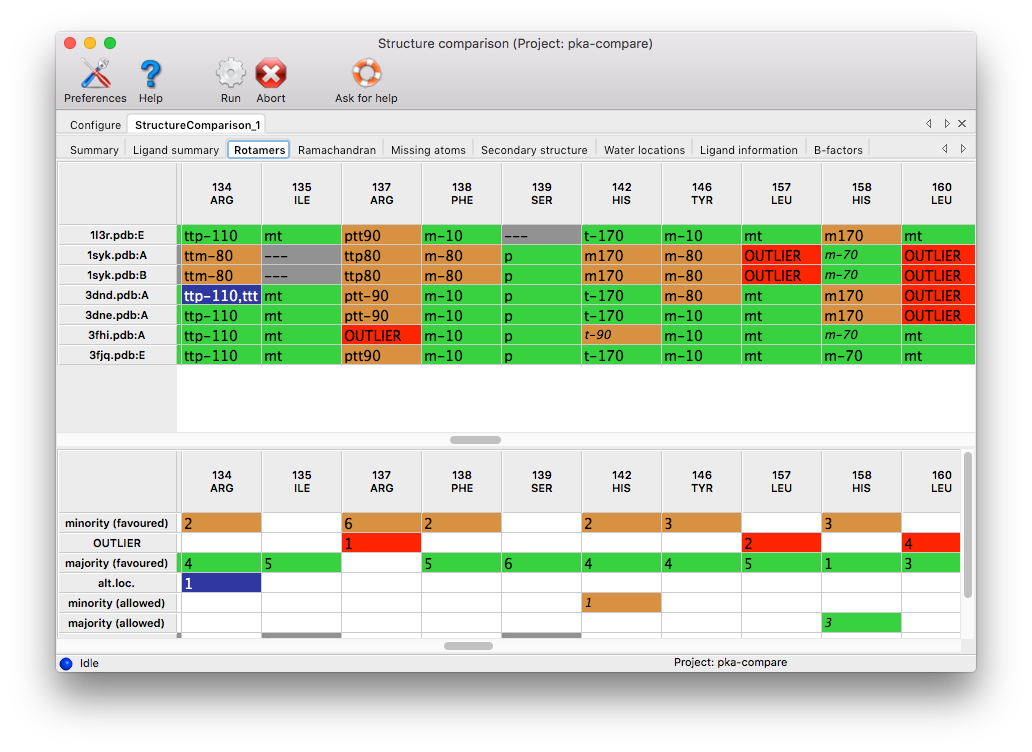 Structure comparison (Project: pka-compare)
Preferences Help Run Abort Ask for help
Configure StructureComparison_1
Summary Ligand summary Rotamers Ramachandran Missing atoms Secondary structure Water locations Ligand information B-factors
134 135 137 138 139 142 146 157 158 160
ARG ILE ARG PHE SER HIS TYR LEU HIS LEU
1l3r.pdb:E ttp-110 mt ptt90 m-10 --- t-170 m-10 mt m170 mt
1syk.pdb:A ttm-80 --- ttp80 m-80 p m170 m-80 OUTLIER m-70 OUTLIER
1syk.pdb:B ttm-80 --- ttp80 m-80 p m170 m-80 OUTLIER m-70 OUTLIER
3dnd.pdb:A ttp-110,ttt mt ptt-90 m-10 p t-170 m-80 mt m170 OUTLIER
3dne.pdb:A ttp-110 mt ptt-90 m-10 p t-170 m-10 mt m170 OUTLIER
3fhi.pdb:A ttp-110 mt OUTLIER m-10 p t-90 m-10 mt m-70 mt
3fjq.pdb:E ttp-110 mt ptt90 m-10 p t-170 m-10 mt m-70 mt
134 135 137 138 139 142 146 157 158 160
ARG ILE ARG PHE SER HIS TYR LEU HIS LEU
minority (favoured) 2 6 2 2 3 3
OUTLIER 1 2 4
majority (favoured) 4 5 5 6 4 4 5 1 3
alt.loc. 1
minority (allowed) 1
majority (allowed) 3
Idle Project: pka-compare